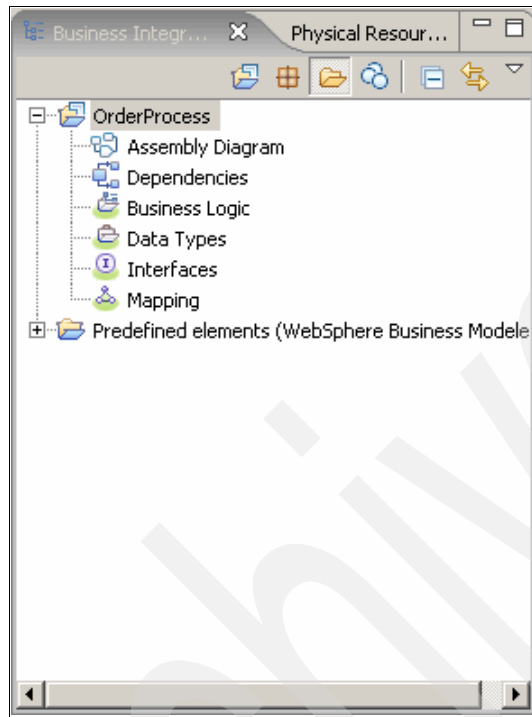 Business Integr...
Physical Resour...
OrderProcess
Assembly Diagram
Dependencies
Business Logic
Data Types
Interfaces
Mapping
Predefined elements (WebSphere Business Modele